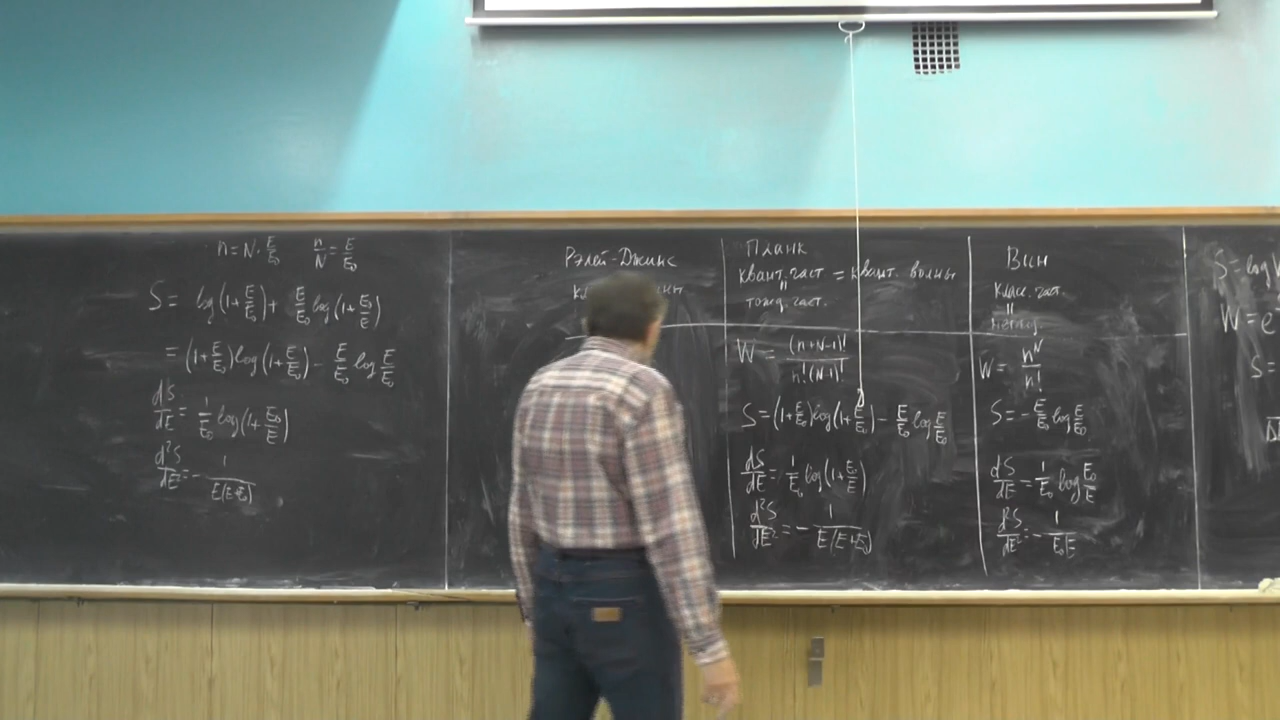 n = N · E/E₀   n/N = E/E₀
S = log(1+E/E₀) + E/E₀ log(1+E₀/E)
= (1+E/E₀)log(1+E/E₀) - E/E₀ log E/E₀
dS/dE = 1/E₀ log(1+E₀/E)
d²S/dE² = - 1/E(E+E₀)
Рэлей-Джинс
Планк
квант. част = квант. волны
||
тожд. част.
W = (n+N-1)!/n!(N-1)!
S = (1+E/E₀)log(1+E/E₀) - E/E₀ log E/E₀
dS/dE = 1/E₀ log(1+E₀/E)
d²S/dE² = - 1/E(E+E₀)
Вин
класс. част.
||
W = nᴺ/n!
S = - E/E₀ log E/E₀
dS/dE = 1/E₀ log E₀/E
d²S/dE² = - 1/E₀E
S = log W
W = e
S =